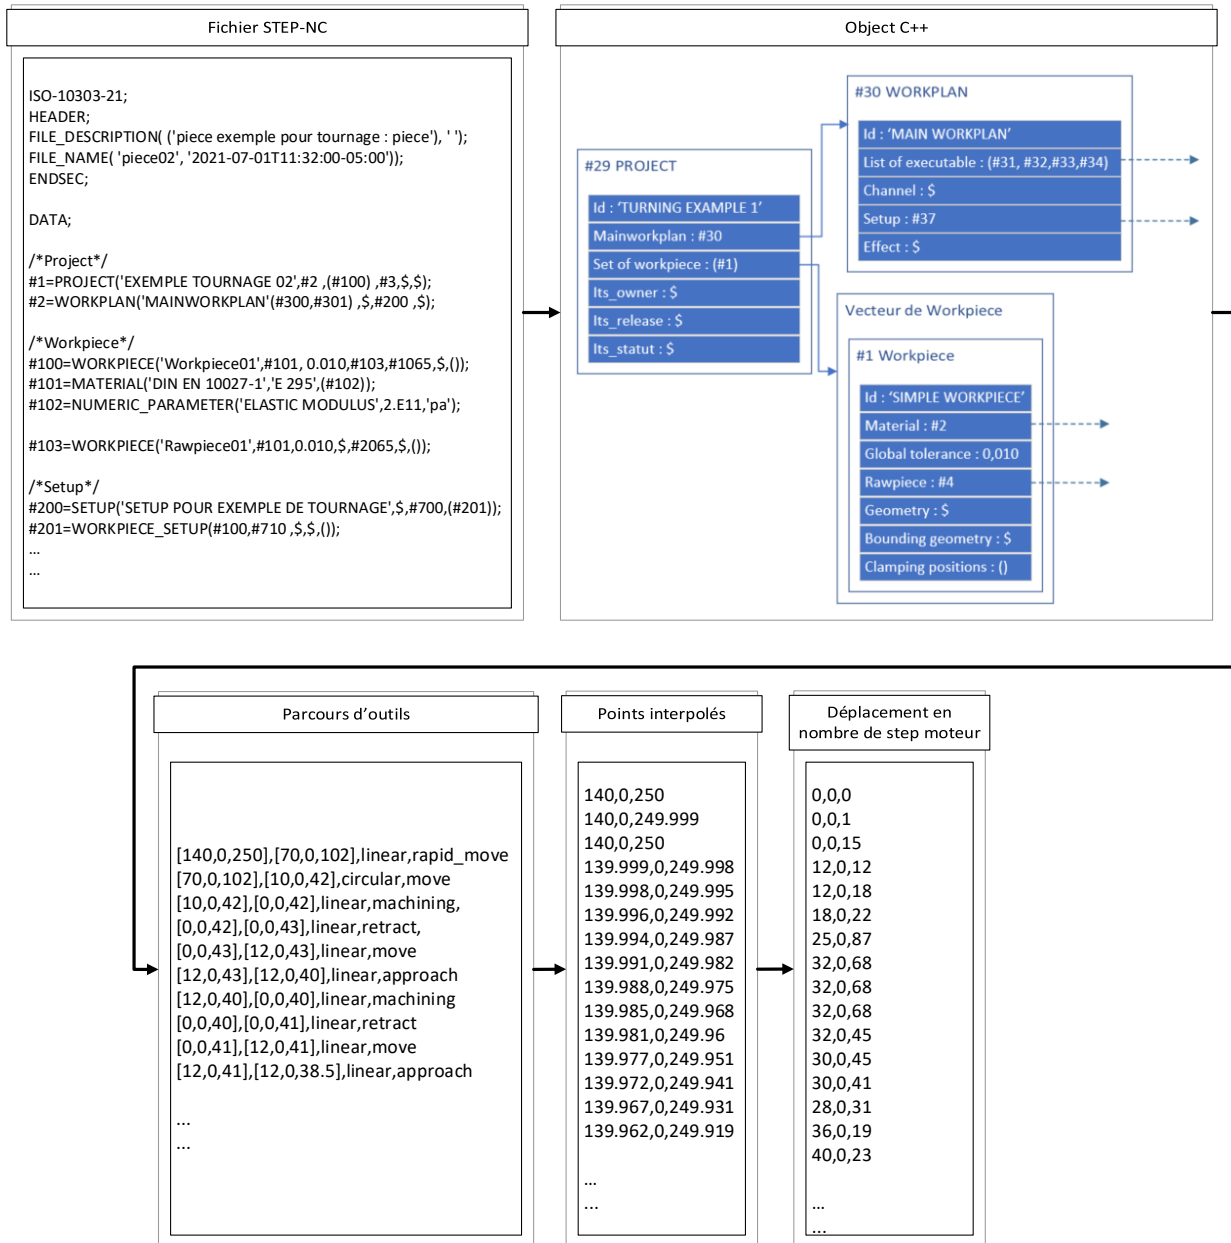 Fichier STEP-NC
ISO-10303-21;
HEADER;
FILE_DESCRIPTION( ('piece exemple pour tournage : piece'), ' ');
FILE_NAME( 'piece02', '2021-07-01T11:32:00-05:00'));
ENDSEC;
DATA;
/*Project*/
#1=PROJECT('EXEMPLE TOURNAGE 02',#2 ,(#100) ,#3,$,$);
#2=WORKPLAN('MAINWORKPLAN'(#300,#301) ,$,#200 ,$);
/*Workpiece*/
#100=WORKPIECE('Workpiece01',#101, 0.010,#103,#1065,$,());
#101=MATERIAL('DIN EN 10027-1','E 295',(#102));
#102=NUMERIC_PARAMETER('ELASTIC MODULUS',2.E11,'pa');
#103=WORKPIECE('Rawpiece01',#101,0.010,$,#2065,$,());
/*Setup*/
#200=SETUP('SETUP POUR EXEMPLE DE TOURNAGE',$,#700,(#201));
#201=WORKPIECE_SETUP(#100,#710 ,$,$,());
...
...
Object C++
#29 PROJECT
Id : ‘TURNING EXAMPLE 1’
Mainworkplan : #30
Set of workpiece : (#1)
Its_owner : $
Its_release : $
Its_statut : $
#30 WORKPLAN
Id : ‘MAIN WORKPLAN’
List of executable : (#31, #32,#33,#34)
Channel : $
Setup : #37
Effect : $
Vecteur de Workpiece
#1 Workpiece
Id : ‘SIMPLE WORKPIECE’
Material : #2
Global tolerance : 0,010
Rawpiece : #4
Geometry : $
Bounding geometry : $
Clamping positions : ()
Parcours d’outils
[140,0,250],[70,0,102],linear,rapid_move
[70,0,102],[10,0,42],circular,move
[10,0,42],[0,0,42],linear,machining,
[0,0,42],[0,0,43],linear,retract,
[0,0,43],[12,0,43],linear,move
[12,0,43],[12,0,40],linear,approach
[12,0,40],[0,0,40],linear,machining
[0,0,40],[0,0,41],linear,retract
[0,0,41],[12,0,41],linear,move
[12,0,41],[12,0,38.5],linear,approach
...
...
Points interpolés
140,0,250
140,0,249.999
140,0,250
139.999,0,249.998
139.998,0,249.995
139.996,0,249.992
139.994,0,249.987
139.991,0,249.982
139.988,0,249.975
139.985,0,249.968
139.981,0,249.96
139.977,0,249.951
139.972,0,249.941
139.967,0,249.931
139.962,0,249.919
...
...
Déplacement en
nombre de step moteur
0,0,0
0,0,1
0,0,15
12,0,12
12,0,18
18,0,22
25,0,87
32,0,68
32,0,68
32,0,68
32,0,45
30,0,45
30,0,41
28,0,31
36,0,19
40,0,23
...
...